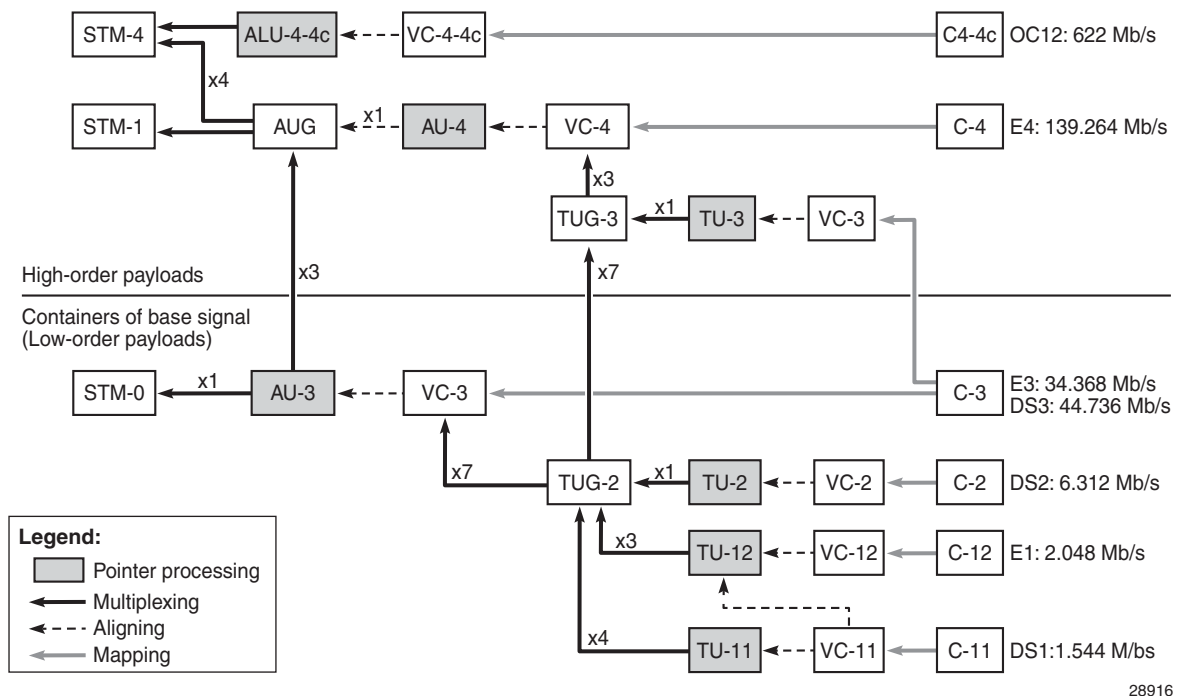 STM-4 ALU-4-4c VC-4-4c C4-4c OC12: 622 Mb/s
x4
STM-1 AUG x1 AU-4 VC-4 C-4 E4: 139.264 Mb/s
x3
TUG-3 x1 TU-3 VC-3
High-order payloads x3 x7
Containers of base signal
(Low-order payloads)
STM-0 x1 AU-3 VC-3 C-3 E3: 34.368 Mb/s
DS3: 44.736 Mb/s
x7 TUG-2 x1 TU-2 VC-2 C-2 DS2: 6.312 Mb/s
x3 TU-12 VC-12 C-12 E1: 2.048 Mb/s
x4 TU-11 VC-11 C-11 DS1:1.544 M/bs
Legend:
Pointer processing
Multiplexing
Aligning
Mapping
28916